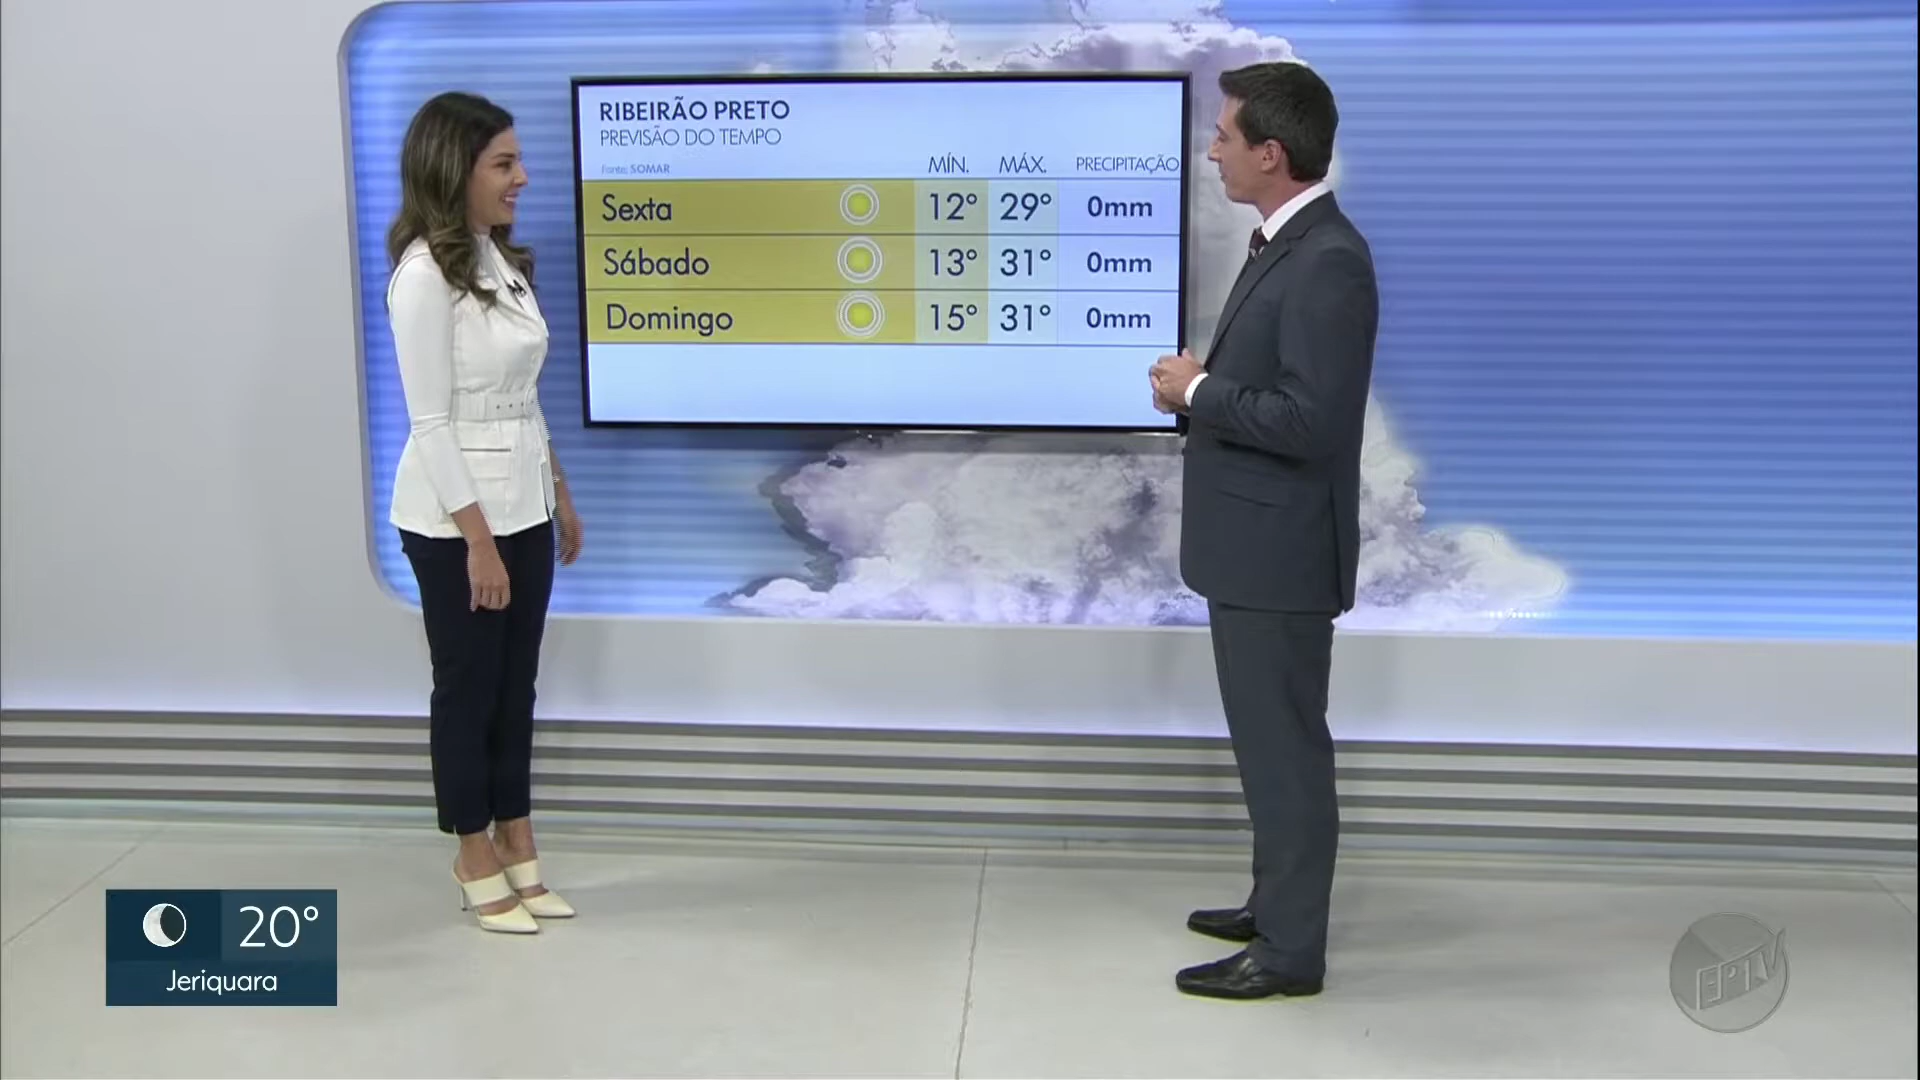 RIBEIRÃO PRETO
PREVISÃO DO TEMPO
Fonte: SOMAR
MÍN. MÁX. PRECIPITAÇÃO
Sexta 12° 29° 0mm
Sábado 13° 31° 0mm
Domingo 15° 31° 0mm
20°
Jeriquara
EPTV